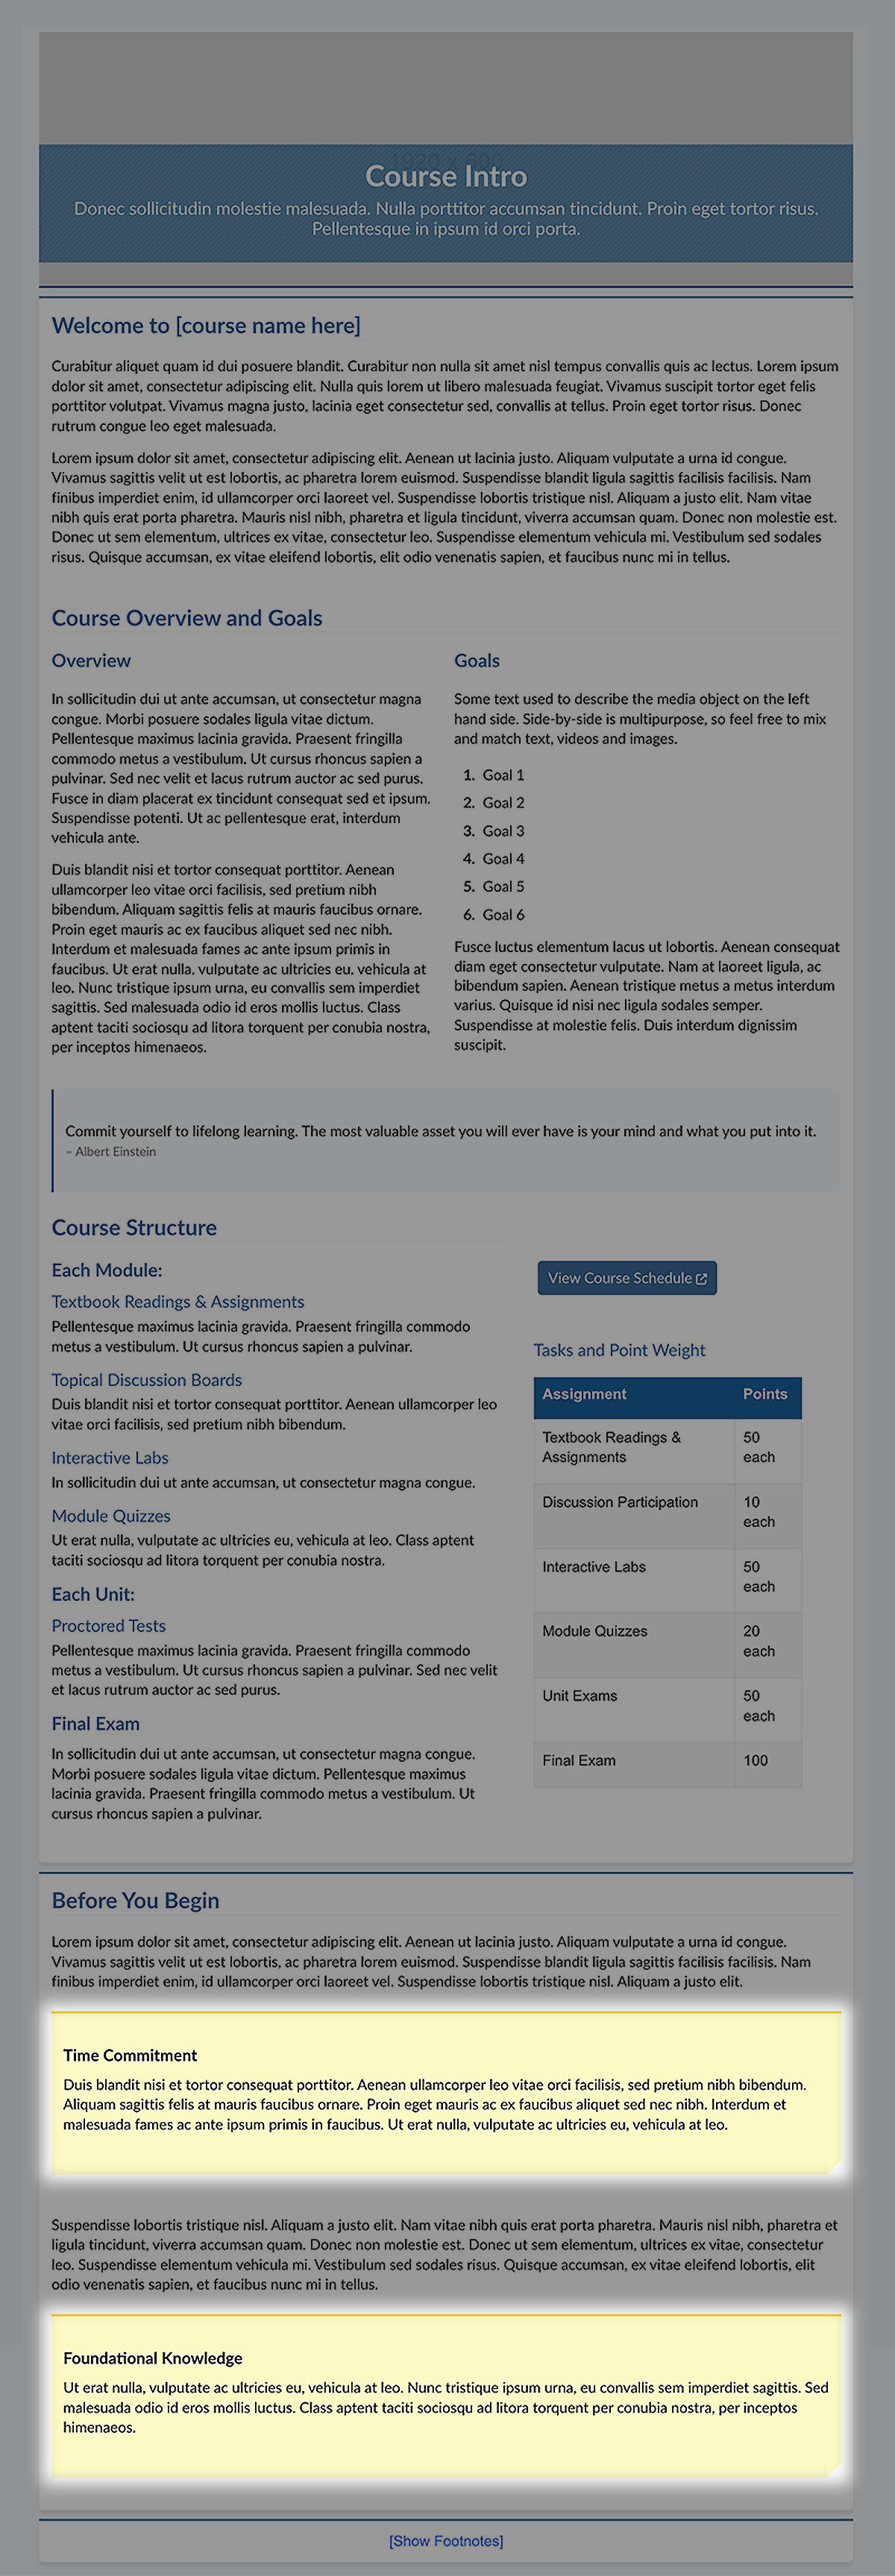 1920 x 600
Course Intro
Donec sollicitudin molestie malesuada. Nulla porttitor accumsan tincidunt. Proin eget tortor risus.
Pellentesque in ipsum id orci porta.
Welcome to [course name here]
Curabitur aliquet quam id dui posuere blandit. Curabitur non nulla sit amet nisl tempus convallis quis ac lectus. Lorem ipsum
dolor sit amet, consectetur adipiscing elit. Nulla quis lorem ut libero malesuada feugiat. Vivamus suscipit tortor eget felis
porttitor volutpat. Vivamus magna justo, lacinia eget consectetur sed, convallis at tellus. Proin eget tortor risus. Donec
rutrum congue leo eget malesuada.
Lorem ipsum dolor sit amet, consectetur adipiscing elit. Aenean ut lacinia justo. Aliquam vulputate a urna id congue.
Vivamus sagittis velit ut est lobortis, ac pharetra lorem euismod. Suspendisse blandit ligula sagittis facilisis facilisis. Nam
finibus imperdiet enim, id ullamcorper orci laoreet vel. Suspendisse lobortis tristique nisl. Aliquam a justo elit. Nam vitae
nibh quis erat porta pharetra. Mauris nisl nibh, pharetra et ligula tincidunt, viverra accumsan quam. Donec non molestie est.
Donec ut sem elementum, ultrices ex vitae, consectetur leo. Suspendisse elementum vehicula mi. Vestibulum sed sodales
risus. Quisque accumsan, ex vitae eleifend lobortis, elit odio venenatis sapien, et faucibus nunc mi in tellus.
Course Overview and Goals
Overview
In sollicitudin dui ut ante accumsan, ut consectetur magna
congue. Morbi posuere sodales ligula vitae dictum.
Pellentesque maximus lacinia gravida. Praesent fringilla
commodo metus a vestibulum. Ut cursus rhoncus sapien a
pulvinar. Sed nec velit et lacus rutrum auctor ac sed purus.
Fusce in diam placerat ex tincidunt consequat sed et ipsum.
Suspendisse potenti. Ut ac pellentesque erat, interdum
vehicula ante.
Duis blandit nisi et tortor consequat porttitor. Aenean
ullamcorper leo vitae orci facilisis, sed pretium nibh
bibendum. Aliquam sagittis felis at mauris faucibus ornare.
Proin eget mauris ac ex faucibus aliquet sed nec nibh.
Interdum et malesuada fames ac ante ipsum primis in
faucibus. Ut erat nulla, vulputate ac ultricies eu, vehicula at
leo. Nunc tristique ipsum urna, eu convallis sem imperdiet
sagittis. Sed malesuada odio id eros mollis luctus. Class
aptent taciti sociosqu ad litora torquent per conubia nostra,
per inceptos himenaeos.
Goals
Some text used to describe the media object on the left
hand side. Side-by-side is multipurpose, so feel free to mix
and match text, videos and images.
1. Goal 1
2. Goal 2
3. Goal 3
4. Goal 4
5. Goal 5
6. Goal 6
Fusce luctus elementum lacus ut lobortis. Aenean consequat
diam eget consectetur vulputate. Nam at laoreet ligula, ac
bibendum sapien. Aenean tristique metus a metus interdum
varius. Quisque id nisi nec ligula sodales semper.
Suspendisse at molestie felis. Duis interdum dignissim
suscipit.
Commit yourself to lifelong learning. The most valuable asset you will ever have is your mind and what you put into it.
– Albert Einstein
Course Structure
Each Module:
Textbook Readings & Assignments
Pellentesque maximus lacinia gravida. Praesent fringilla commodo
metus a vestibulum. Ut cursus rhoncus sapien a pulvinar.
Topical Discussion Boards
Duis blandit nisi et tortor consequat porttitor. Aenean ullamcorper leo
vitae orci facilisis, sed pretium nibh bibendum.
Interactive Labs
In sollicitudin dui ut ante accumsan, ut consectetur magna congue.
Module Quizzes
Ut erat nulla, vulputate ac ultricies eu, vehicula at leo. Class aptent
taciti sociosqu ad litora torquent per conubia nostra.
Each Unit:
Proctored Tests
Pellentesque maximus lacinia gravida. Praesent fringilla commodo
metus a vestibulum. Ut cursus rhoncus sapien a pulvinar. Sed nec velit
et lacus rutrum auctor ac sed purus.
Final Exam
In sollicitudin dui ut ante accumsan, ut consectetur magna congue.
Morbi posuere sodales ligula vitae dictum. Pellentesque maximus
lacinia gravida. Praesent fringilla commodo metus a vestibulum. Ut
cursus rhoncus sapien a pulvinar.
View Course Schedule
Tasks and Point Weight
Assignment Points
Textbook Readings & 50
Assignments each
Discussion Participation 10
each
Interactive Labs 50
each
Module Quizzes 20
each
Unit Exams 50
each
Final Exam 100
Before You Begin
Lorem ipsum dolor sit amet, consectetur adipiscing elit. Aenean ut lacinia justo. Aliquam vulputate a urna id congue.
Vivamus sagittis velit ut est lobortis, ac pharetra lorem euismod. Suspendisse blandit ligula sagittis facilisis facilisis. Nam
finibus imperdiet enim, id ullamcorper orci laoreet vel. Suspendisse lobortis tristique nisl. Aliquam a justo elit.
Time Commitment
Duis blandit nisi et tortor consequat porttitor. Aenean ullamcorper leo vitae orci facilisis, sed pretium nibh bibendum.
Aliquam sagittis felis at mauris faucibus ornare. Proin eget mauris ac ex faucibus aliquet sed nec nibh. Interdum et
malesuada fames ac ante ipsum primis in faucibus. Ut erat nulla, vulputate ac ultricies eu, vehicula at leo.
Suspendisse lobortis tristique nisl. Aliquam a justo elit. Nam vitae nibh quis erat porta pharetra. Mauris nisl nibh, pharetra et
ligula tincidunt, viverra accumsan quam. Donec non molestie est. Donec ut sem elementum, ultrices ex vitae, consectetur
leo. Suspendisse elementum vehicula mi. Vestibulum sed sodales risus. Quisque accumsan, ex vitae eleifend lobortis, elit
odio venenatis sapien, et faucibus nunc mi in tellus.
Foundational Knowledge
Ut erat nulla, vulputate ac ultricies eu, vehicula at leo. Nunc tristique ipsum urna, eu convallis sem imperdiet sagittis. Sed
malesuada odio id eros mollis luctus. Class aptent taciti sociosqu ad litora torquent per conubia nostra, per inceptos
himenaeos.
[Show Footnotes]